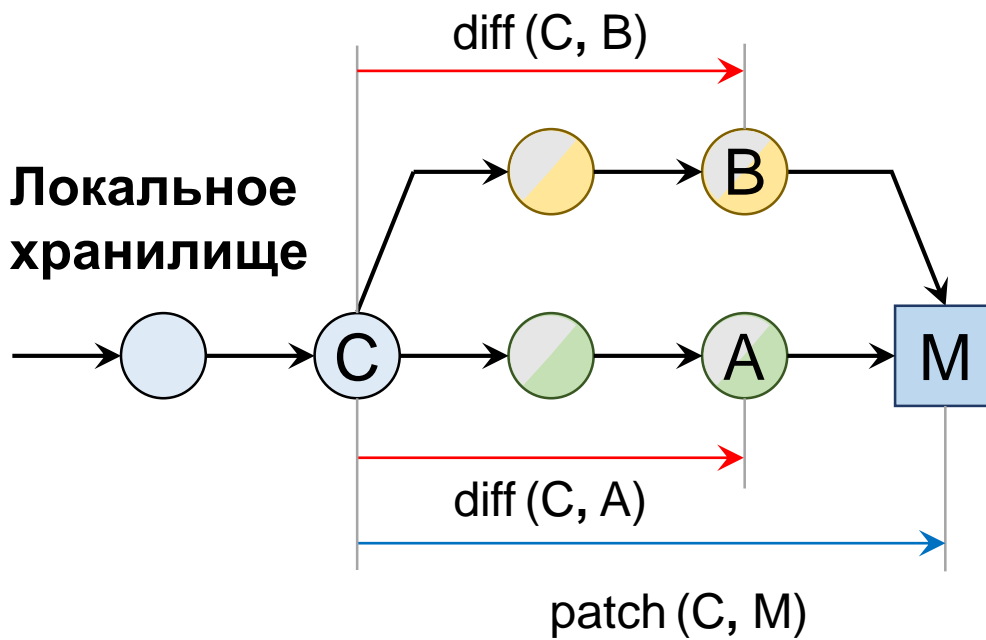 diff (C, B)
Локальное
хранилище
B
C
A
M
diff (C, A)
patch (C, M)